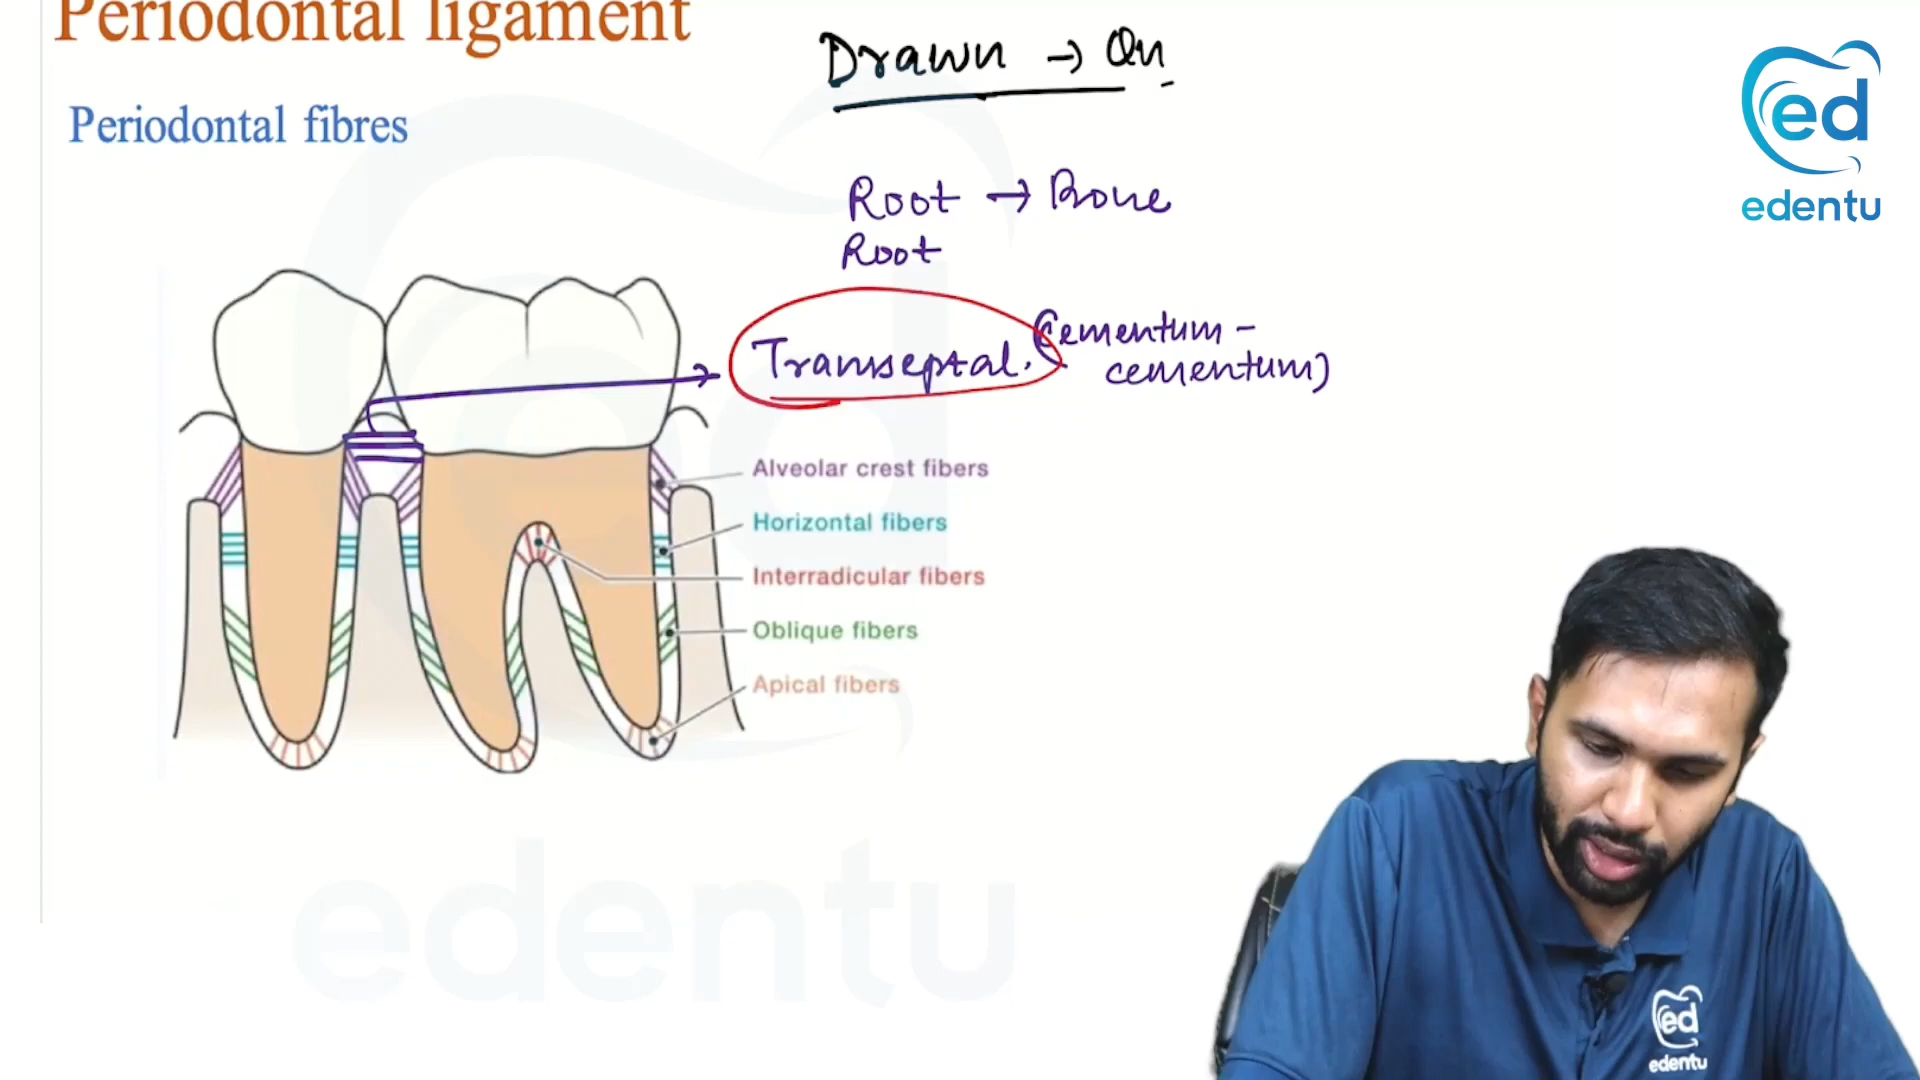 Periodontal ligament
Drawn → Qn
Periodontal fibres
ed
edentu
Root → Bone
Root
Transeptal. (Cementum -
cementum)
Alveolar crest fibers
Horizontal fibers
Interradicular fibers
Oblique fibers
Apical fibers
edentu
ed
edentu